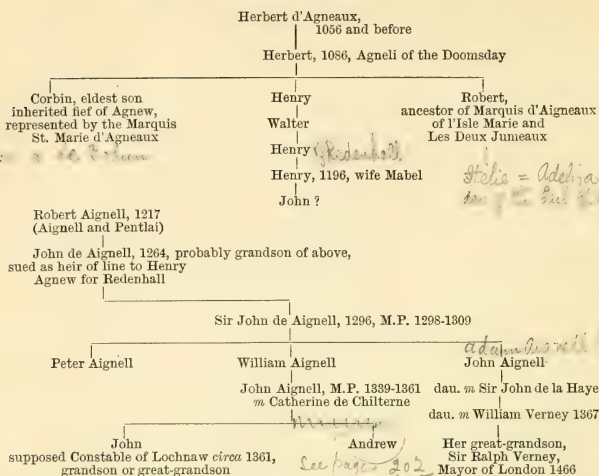 Herbert d'Agneaux,
1056 and before
Herbert, 1086, Agneli of the Doomsday
Corbin, eldest son
inherited fief of Agnew,
represented by the Marquis
St. Marie d'Agneaux
Henry
Walter
Henry
Henry, 1196, wife Mabel
John ?
Robert,
ancestor of Marquis d'Aigneaux
of l'Isle Marie and
Les Deux Jumeaux
= Adeliza
Robert Aignell, 1217
(Aignell and Pentlai)
John de Aignell, 1264, probably grandson of above,
sued as heir of line to Henry
Agnew for Redenhall
Sir John de Aignell, 1296, M.P. 1298-1309
Peter Aignell
William Aignell
John Aignell, M.P. 1339-1361
m Catherine de Chilterne
John Aignell
dau. m Sir John de la Haye
dau. m William Verney 1367
John
supposed Constable of Lochnaw circa 1361,
grandson or great-grandson
Andrew
See page 202
Her great-grandson,
Sir Ralph Verney,
Mayor of London 1466